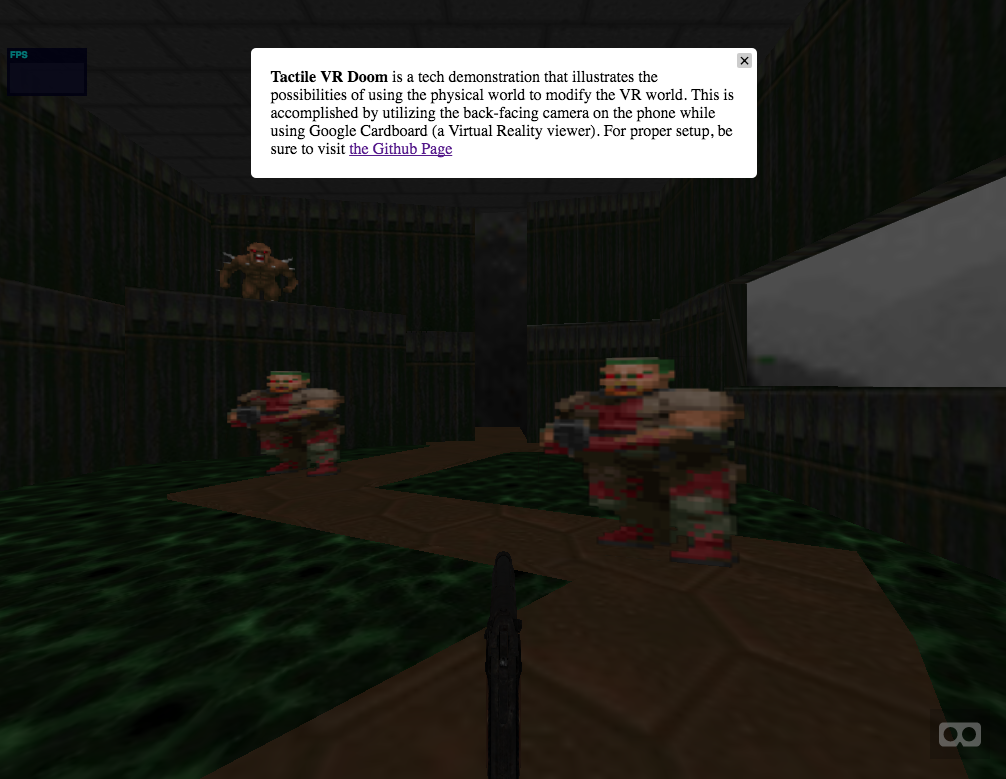 FPS
Tactile VR Doom is a tech demonstration that illustrates the
possibilities of using the physical world to modify the VR world. This is
accomplished by utilizing the back-facing camera on the phone while
using Google Cardboard (a Virtual Reality viewer). For proper setup, be
sure to visit the Github Page